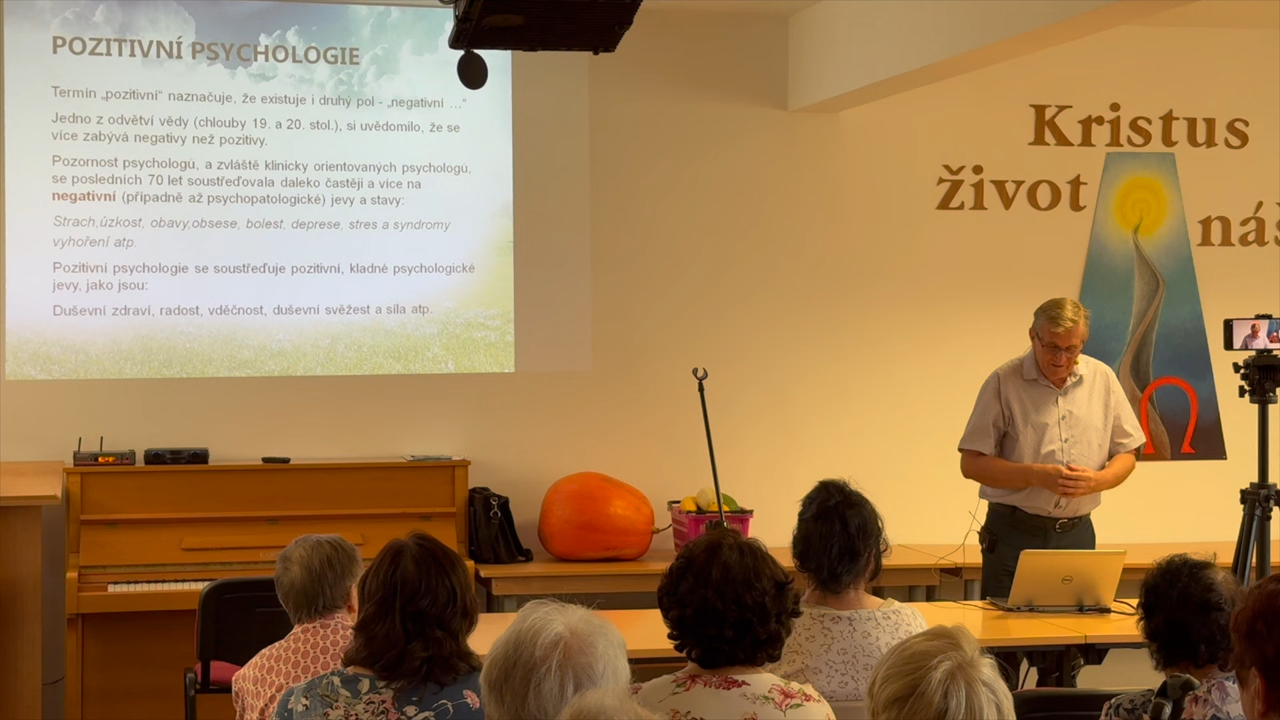 POZITIVNÍ PSYCHOLOGIE
Termín „pozitivní“ naznačuje, že existuje i druhý pol - „negativní ...“
Jedno z odvětví vědy (chlouby 19. a 20. stol.), si uvědomilo, že se
více zabývá negativy než pozitivy.
Pozornost psychologů, a zvláště klinicky orientovaných psychologů,
se posledních 70 let soustřeďovala daleko častěji a více na
negativní (případně až psychopatologické) jevy a stavy:
Strach,úzkost, obavy,obsese, bolest, deprese, stres a syndromy
vyhoření atp.
Pozitivní psychologie se soustřeďuje pozitivní, kladné psychologické
jevy, jako jsou:
Duševní zdraví, radost, vděčnost, duševní svěžest a síla atp.
Kristus
život
náš
Ω
DELL